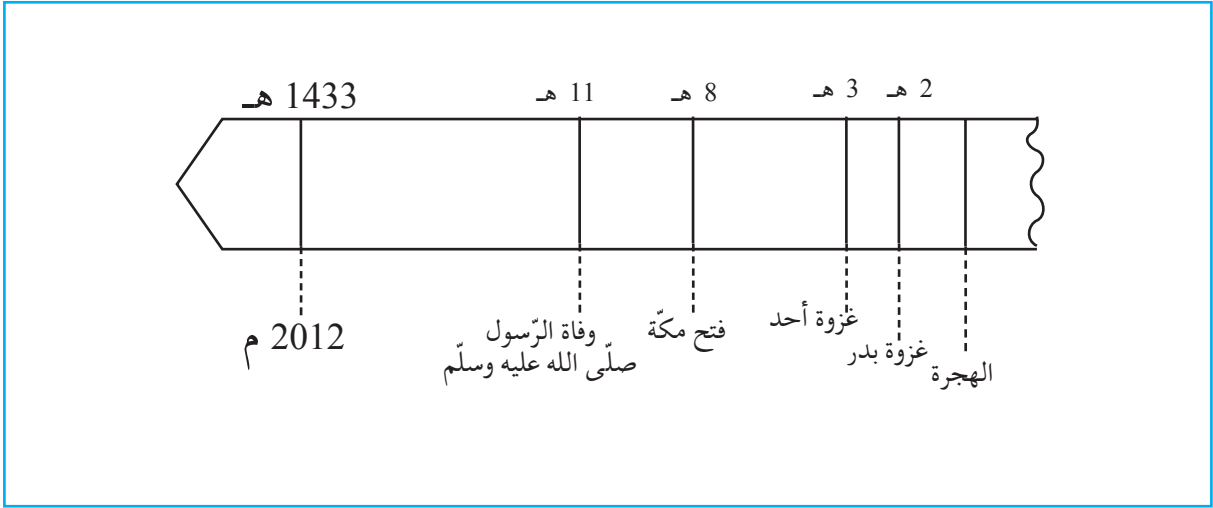 2 هـ
3 هـ
8 هـ
11 هـ
1433 هـ
الهجرة
غزوة بدر
غزوة أحد
فتح مكّة
وفاة الرّسول
صلّى الله عليه وسلّم
2012 م